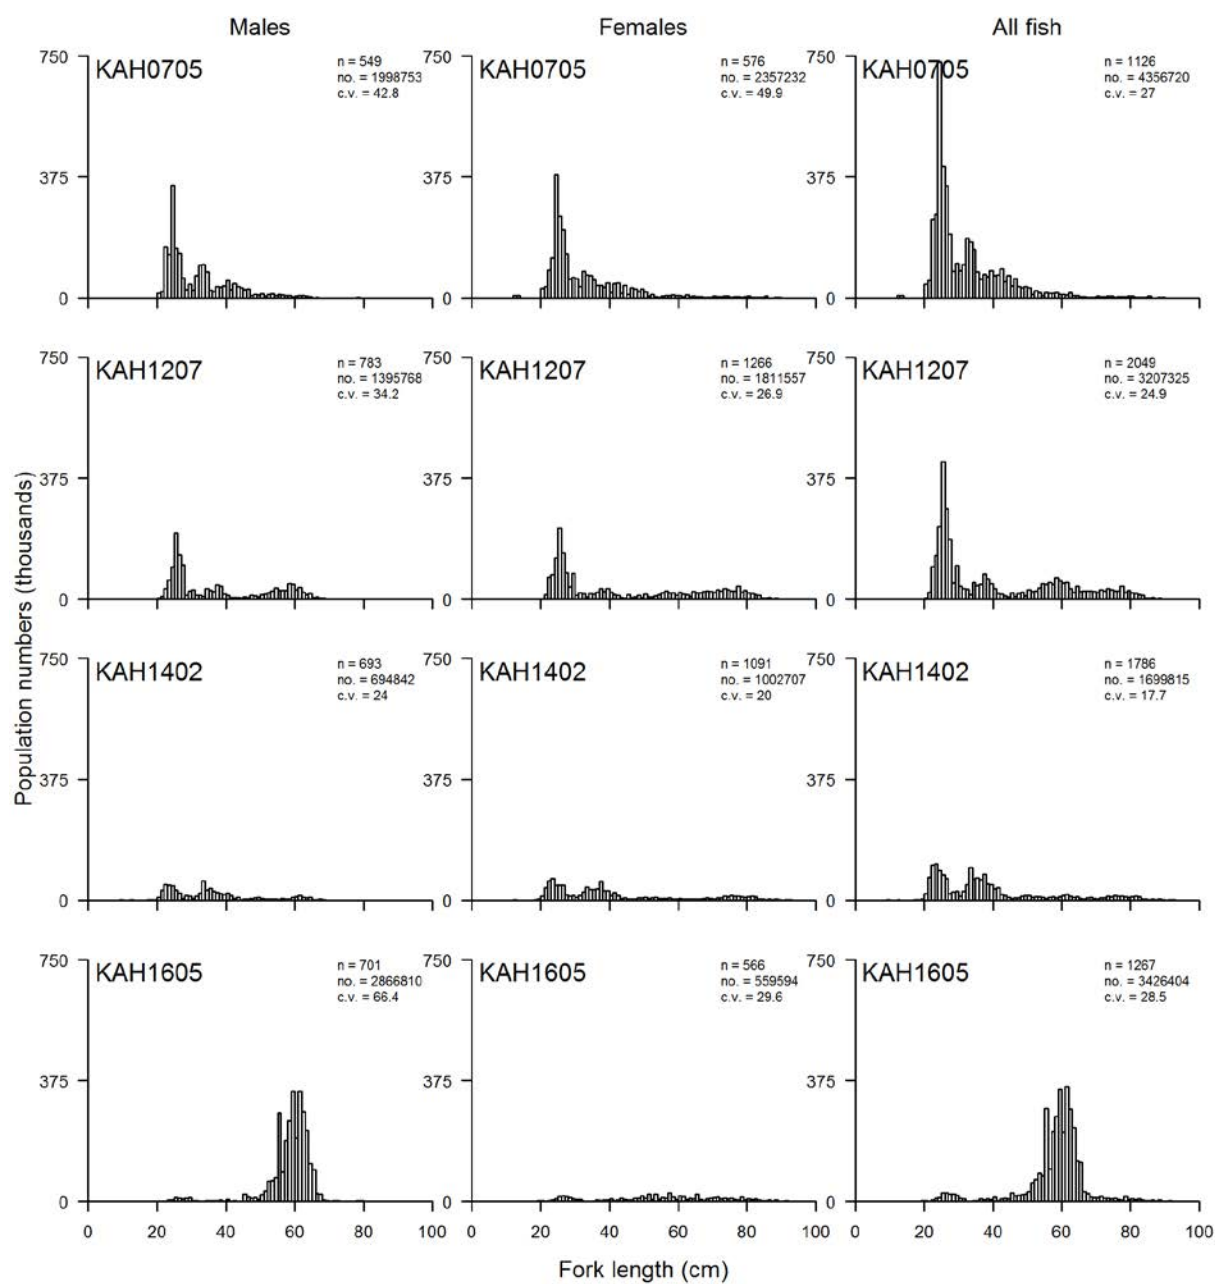 Males Females All fish
750 KAH0705 n = 549 no. = 1998753 c.v. = 42.8
375
0
750 KAH0705 n = 576 no. = 2357232 c.v. = 49.9
375
0
750 KAH0705 n = 1126 no. = 4356720 c.v. = 27
375
0
750 KAH1207 n = 783 no. = 1395768 c.v. = 34.2
375
0
750 KAH1207 n = 1266 no. = 1811557 c.v. = 26.9
375
0
750 KAH1207 n = 2049 no. = 3207325 c.v. = 24.9
375
0
Population numbers (thousands)
750 KAH1402 n = 693 no. = 694842 c.v. = 24
375
0
750 KAH1402 n = 1091 no. = 1002707 c.v. = 20
375
0
750 KAH1402 n = 1786 no. = 1699815 c.v. = 17.7
375
0
750 KAH1605 n = 701 no. = 2866810 c.v. = 66.4
375
0
750 KAH1605 n = 566 no. = 559594 c.v. = 29.6
375
0
750 KAH1605 n = 1267 no. = 3426404 c.v. = 28.5
375
0
0 20 40 60 80 100 0 20 40 60 80 100 0 20 40 60 80 100
Fork length (cm)